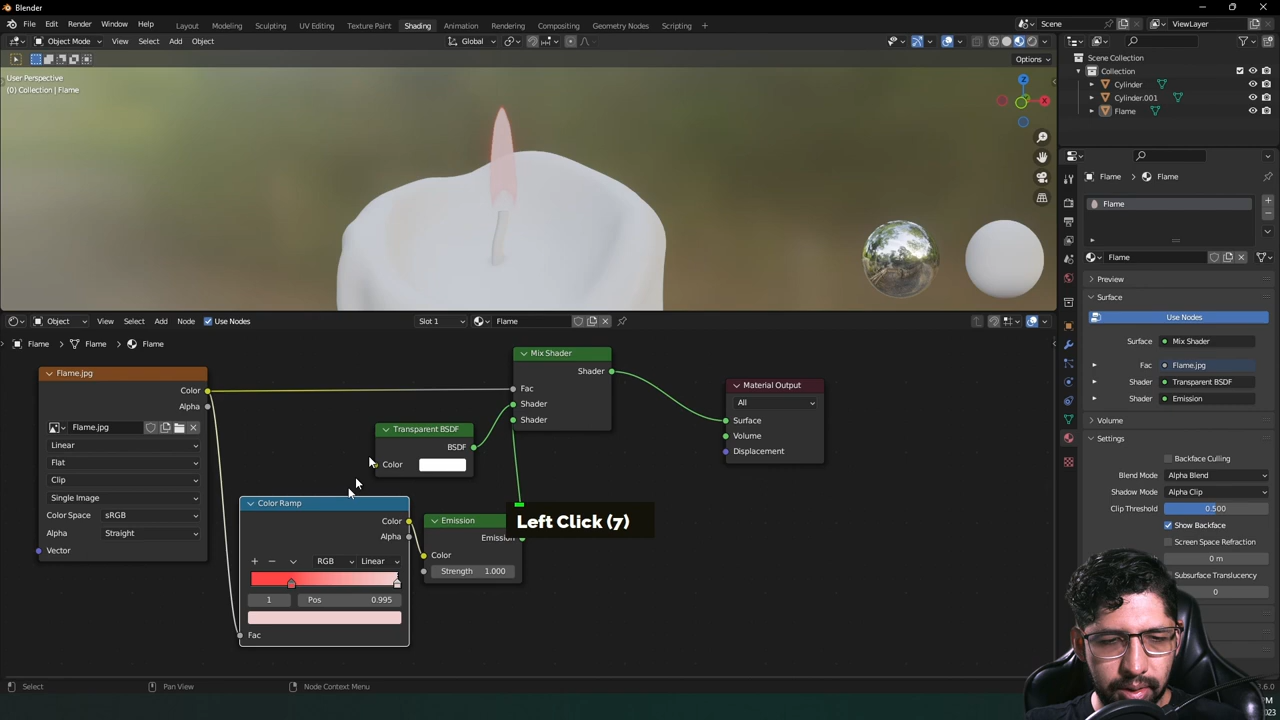 Blender
File Edit Render Window Help
Layout Modeling Sculpting UV Editing Texture Paint Shading Animation Rendering Compositing Geometry Nodes Scripting +
Scene
ViewLayer
Object Mode View Select Add Object
Global
Options
User Perspective
(0) Collection | Flame
X
Z
Scene Collection
Collection
Cylinder
Cylinder.001
Flame
Object View Select Add Node Use Nodes
Slot 1
Flame
Flame Flame Flame
Flame.jpg
Color
Alpha
Flame.jpg
Linear
Flat
Clip
Single Image
Color Space sRGB
Alpha Straight
Vector
Mix Shader
Shader
Fac
Shader
Shader
Transparent BSDF
BSDF
Color
Color Ramp
Color
Alpha
RGB Linear
1 Pos 0.995
Fac
Emission
Emission
Color
Strength 1.000
Left Click (7)
Material Output
All
Surface
Volume
Displacement
Flame Flame
Flame
Flame
Preview
Surface
Use Nodes
Surface Mix Shader
Fac Flame.jpg
Shader Transparent BSDF
Shader Emission
Volume
Settings
Backface Culling
Blend Mode Alpha Blend
Shadow Mode Alpha Clip
Clip Threshold 0.500
Show Backface
Screen Space Refraction
0 m
Subsurface Translucency
0
Select
Pan View
Node Context Menu